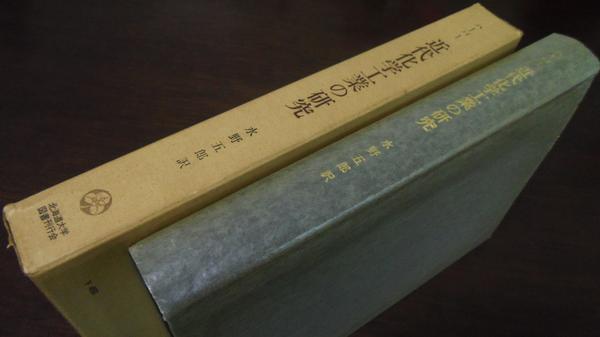 近代化学工業の研究
水野五郎訳
北海道大学
図書刊行会
近代化学工業の研究
水野五郎訳